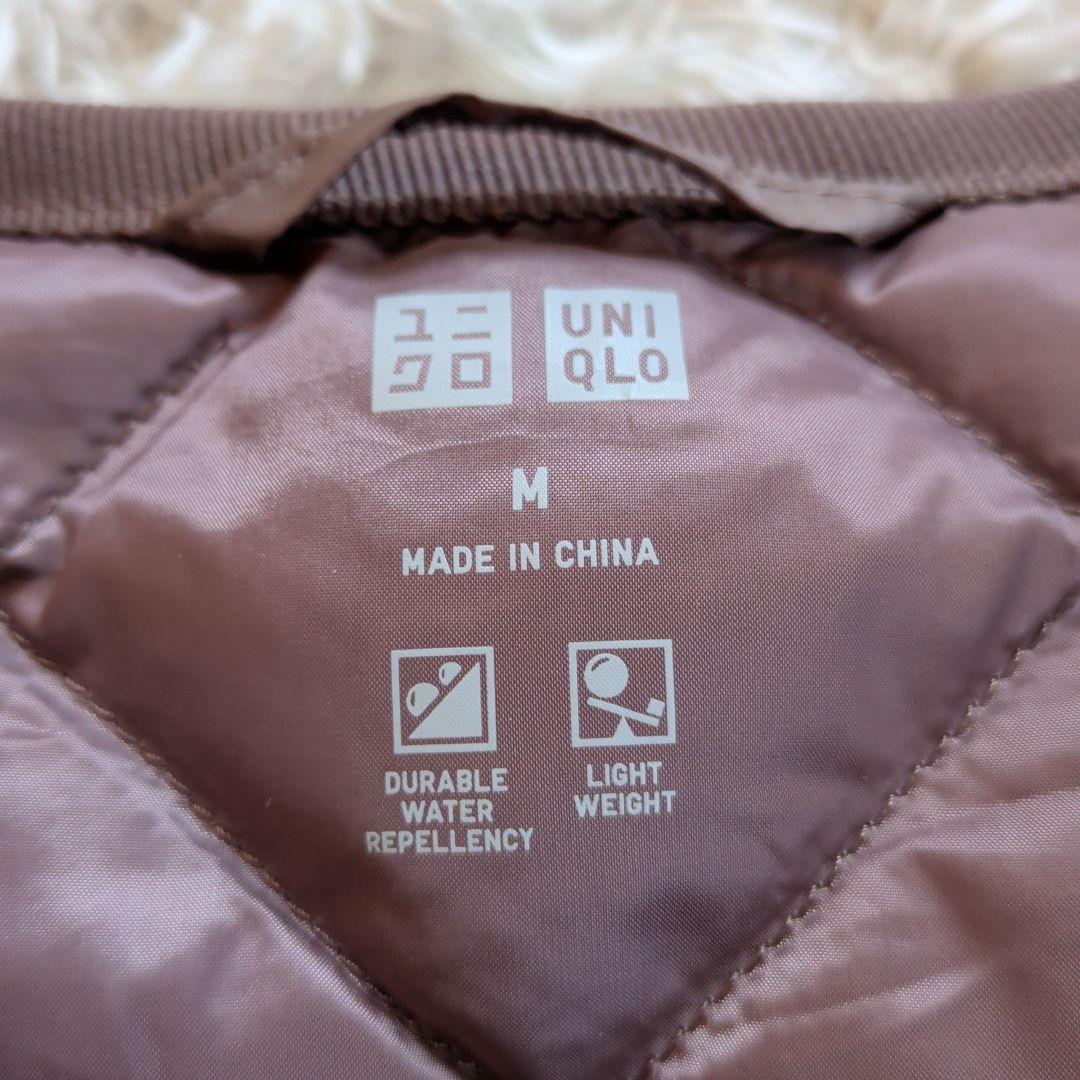 ユニ
クロ
UNI
QLO
M
MADE IN CHINA
DURABLE
WATER
REPELLENCY
LIGHT
WEIGHT